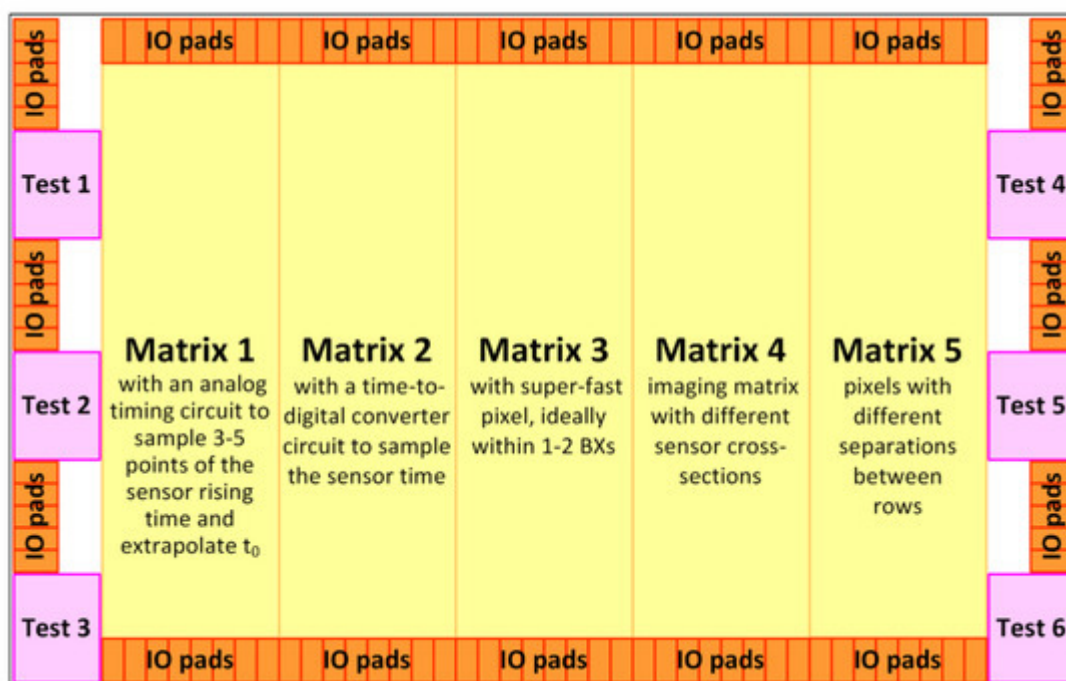 IO pads
IO pads
IO pads
IO pads
IO pads
IO pads
IO pads
Test 1
Test 4
IO pads
IO pads
Matrix 1
with an analog
timing circuit to
sample 3-5
points of the
sensor rising
time and
extrapolate t₀
Matrix 2
with a time-to-
digital converter
circuit to sample
the sensor time
Matrix 3
with super-fast
pixel, ideally
within 1-2 BXs
Matrix 4
imaging matrix
with different
sensor cross-
sections
Matrix 5
pixels with
different
separations
between
rows
Test 2
Test 5
IO pads
IO pads
Test 3
Test 6
IO pads
IO pads
IO pads
IO pads
IO pads